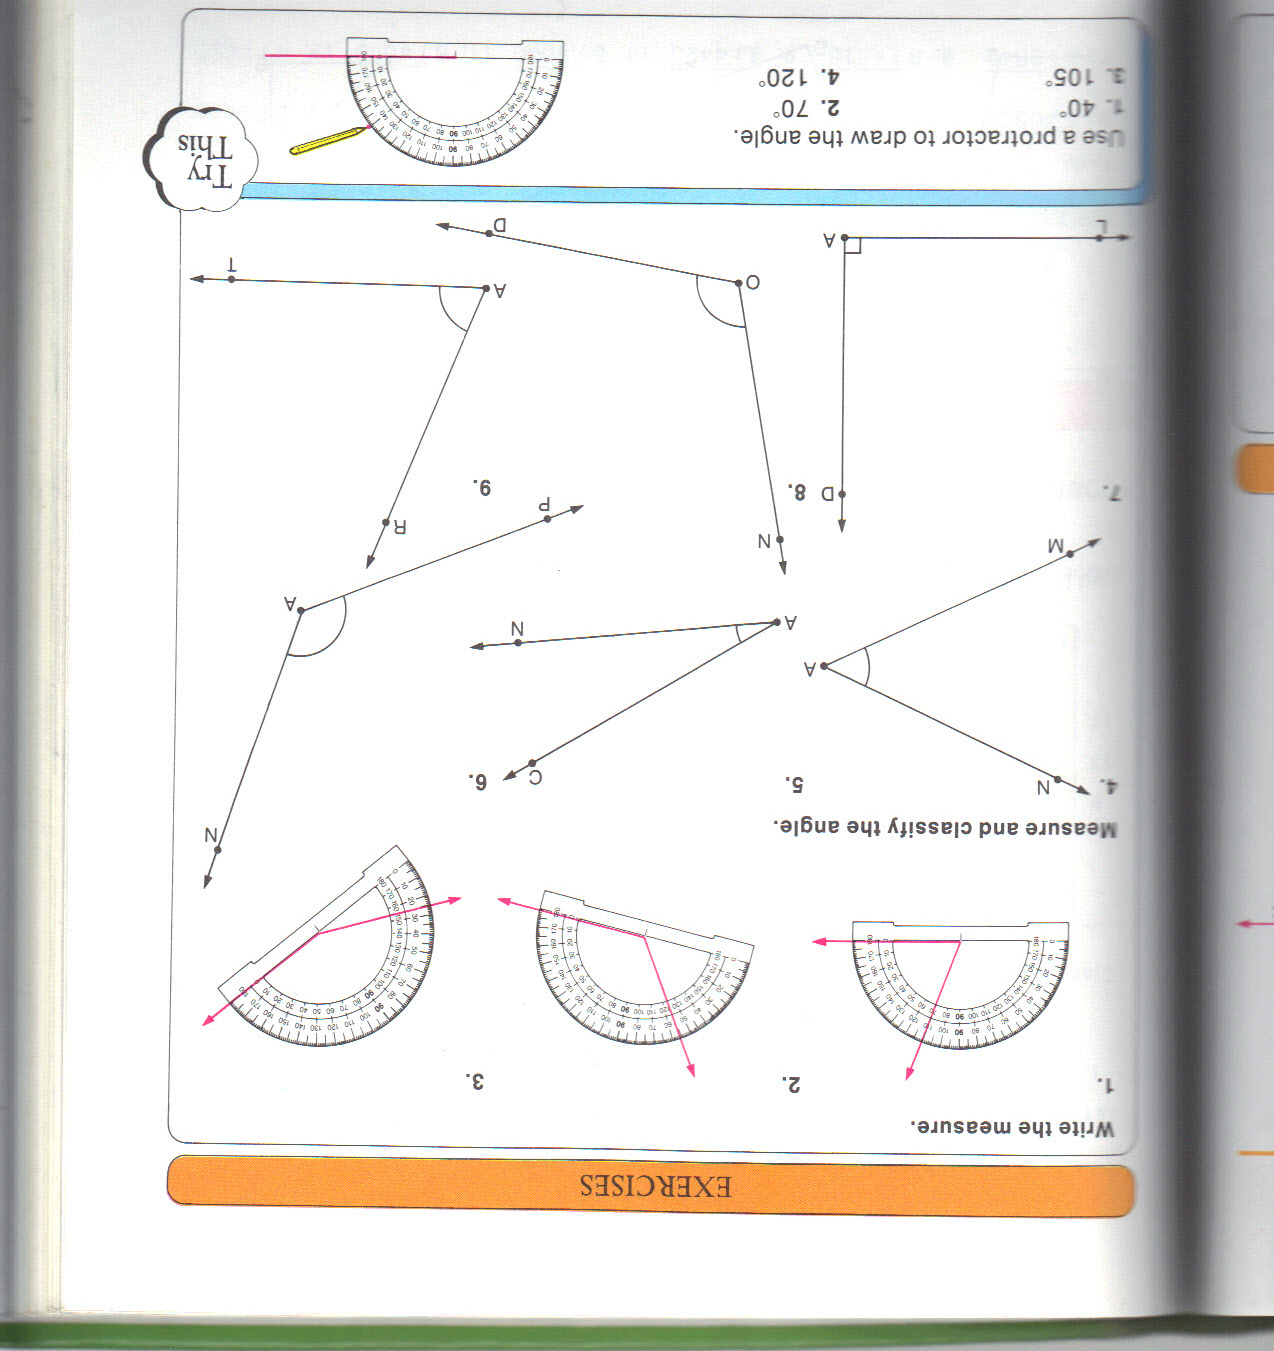 EXERCISES
Write the measure.
1.
2.
3.
Measure and classify the angle.
4.
N
A
M
5.
C
A
N
6.
N
A
P
7.
D
A
L
8.
N
O
D
9.
R
A
T
Try
This
Use a protractor to draw the angle.
1. 40° 2. 70°
3. 105° 4. 120°